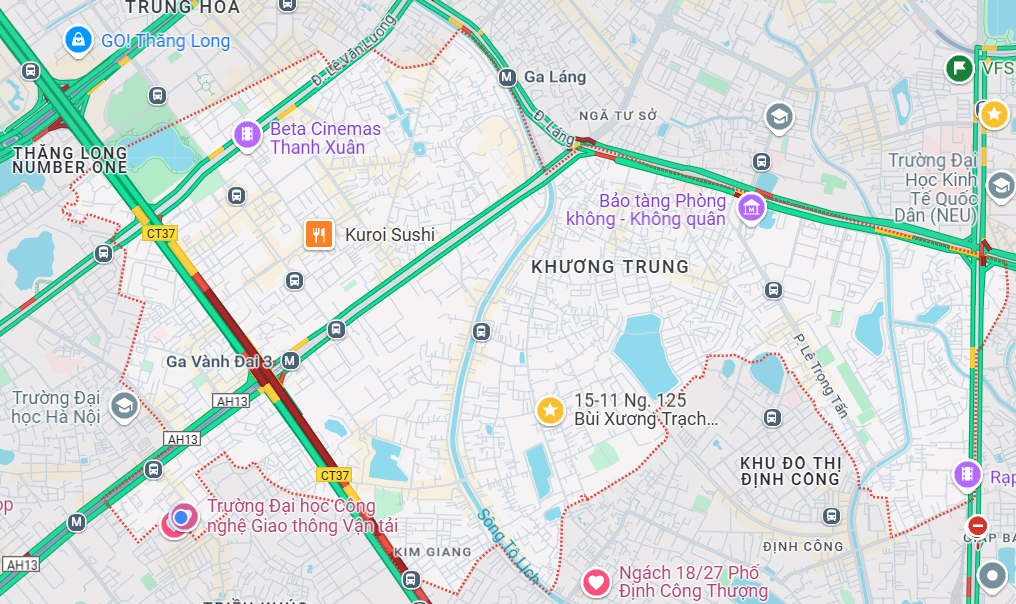 TRUNG HÒA
GO! Thăng Long
Đ. Lê Văn Lương
Ga Láng
VFS
Đ. Láng
NGÃ TƯ SỞ
Beta Cinemas
Thanh Xuân
THĂNG LONG
NUMBER ONE
Trường Đại
Học Kinh
Tế Quốc
Dân (NEU)
Bảo tàng Phòng
không - Không quân
CT37
Kuroi Sushi
KHƯƠNG TRUNG
Ga Vành Đai 3
P. Lê Trọng Tấn
Trường Đại
học Hà Nội
AH13
15-11 Ng. 125
Bùi Xương Trạch...
AH13
CT37
KHU ĐÔ THỊ
ĐỊNH CÔNG
Rạp
op
Trường Đại học Công
nghệ Giao thông Vận tải
Sông Tô Lịch
KIM GIANG
ĐỊNH CÔNG
AH13
Ngách 18/27 Phố
Định Công Thượng
TRIỀU KHÚC